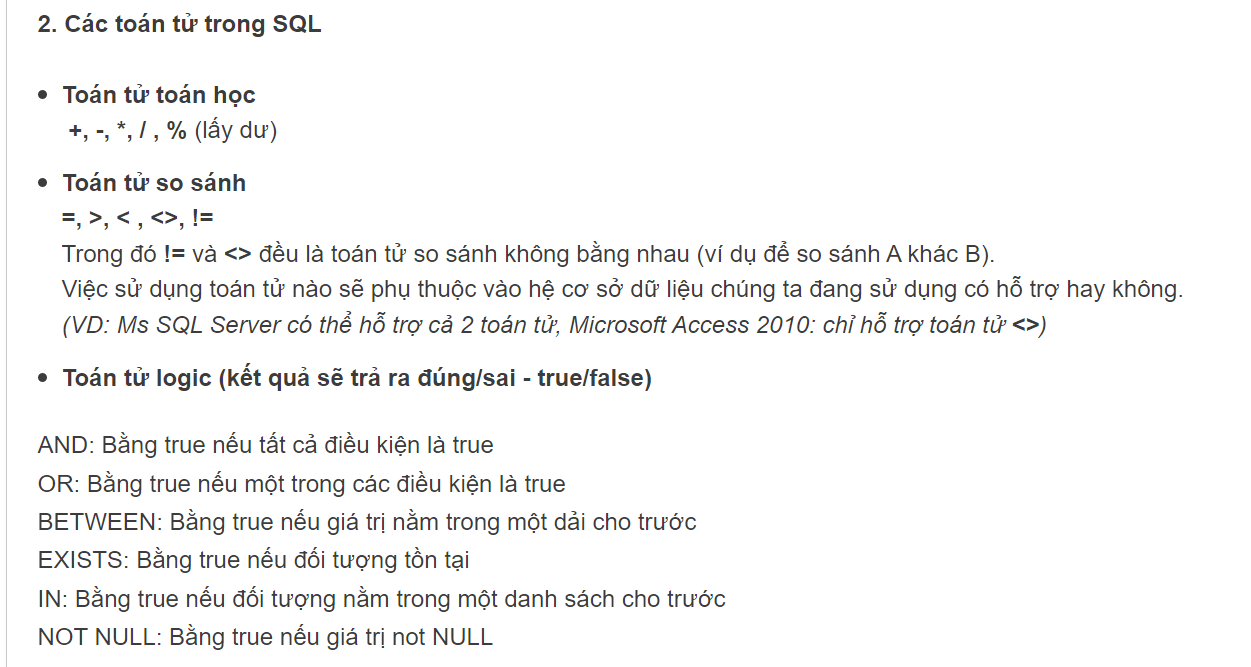 2. Các toán tử trong SQL
• Toán tử toán học
+, -, *, / , % (lấy dư)
• Toán tử so sánh
=, >, < , <>, !=
Trong đó != và <> đều là toán tử so sánh không bằng nhau (ví dụ để so sánh A khác B).
Việc sử dụng toán tử nào sẽ phụ thuộc vào hệ cơ sở dữ liệu chúng ta đang sử dụng có hỗ trợ hay không.
(VD: Ms SQL Server có thể hỗ trợ cả 2 toán tử, Microsoft Access 2010: chỉ hỗ trợ toán tử <>)
• Toán tử logic (kết quả sẽ trả ra đúng/sai - true/false)
AND: Bằng true nếu tất cả điều kiện là true
OR: Bằng true nếu một trong các điều kiện là true
BETWEEN: Bằng true nếu giá trị nằm trong một dải cho trước
EXISTS: Bằng true nếu đối tượng tồn tại
IN: Bằng true nếu đối tượng nằm trong một danh sách cho trước
NOT NULL: Bằng true nếu giá trị not NULL